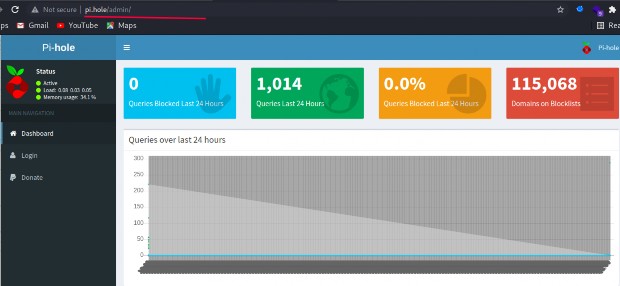 Not secure | pi.hole/admin/
ps Gmail YouTube Maps Rea
Pi-hole
Pi-hole
Status
Active
Load: 0.08 0.03 0.05
Memory usage: 34.1 %
MAIN NAVIGATION
Dashboard
Login
Donate
0
Queries Blocked Last 24 Hours
1,014
Queries Last 24 Hours
0.0%
Queries Blocked Last 24 Hours
115,068
Domains on Blocklists
Queries over last 24 hours
300
250
200
150
100
50
0